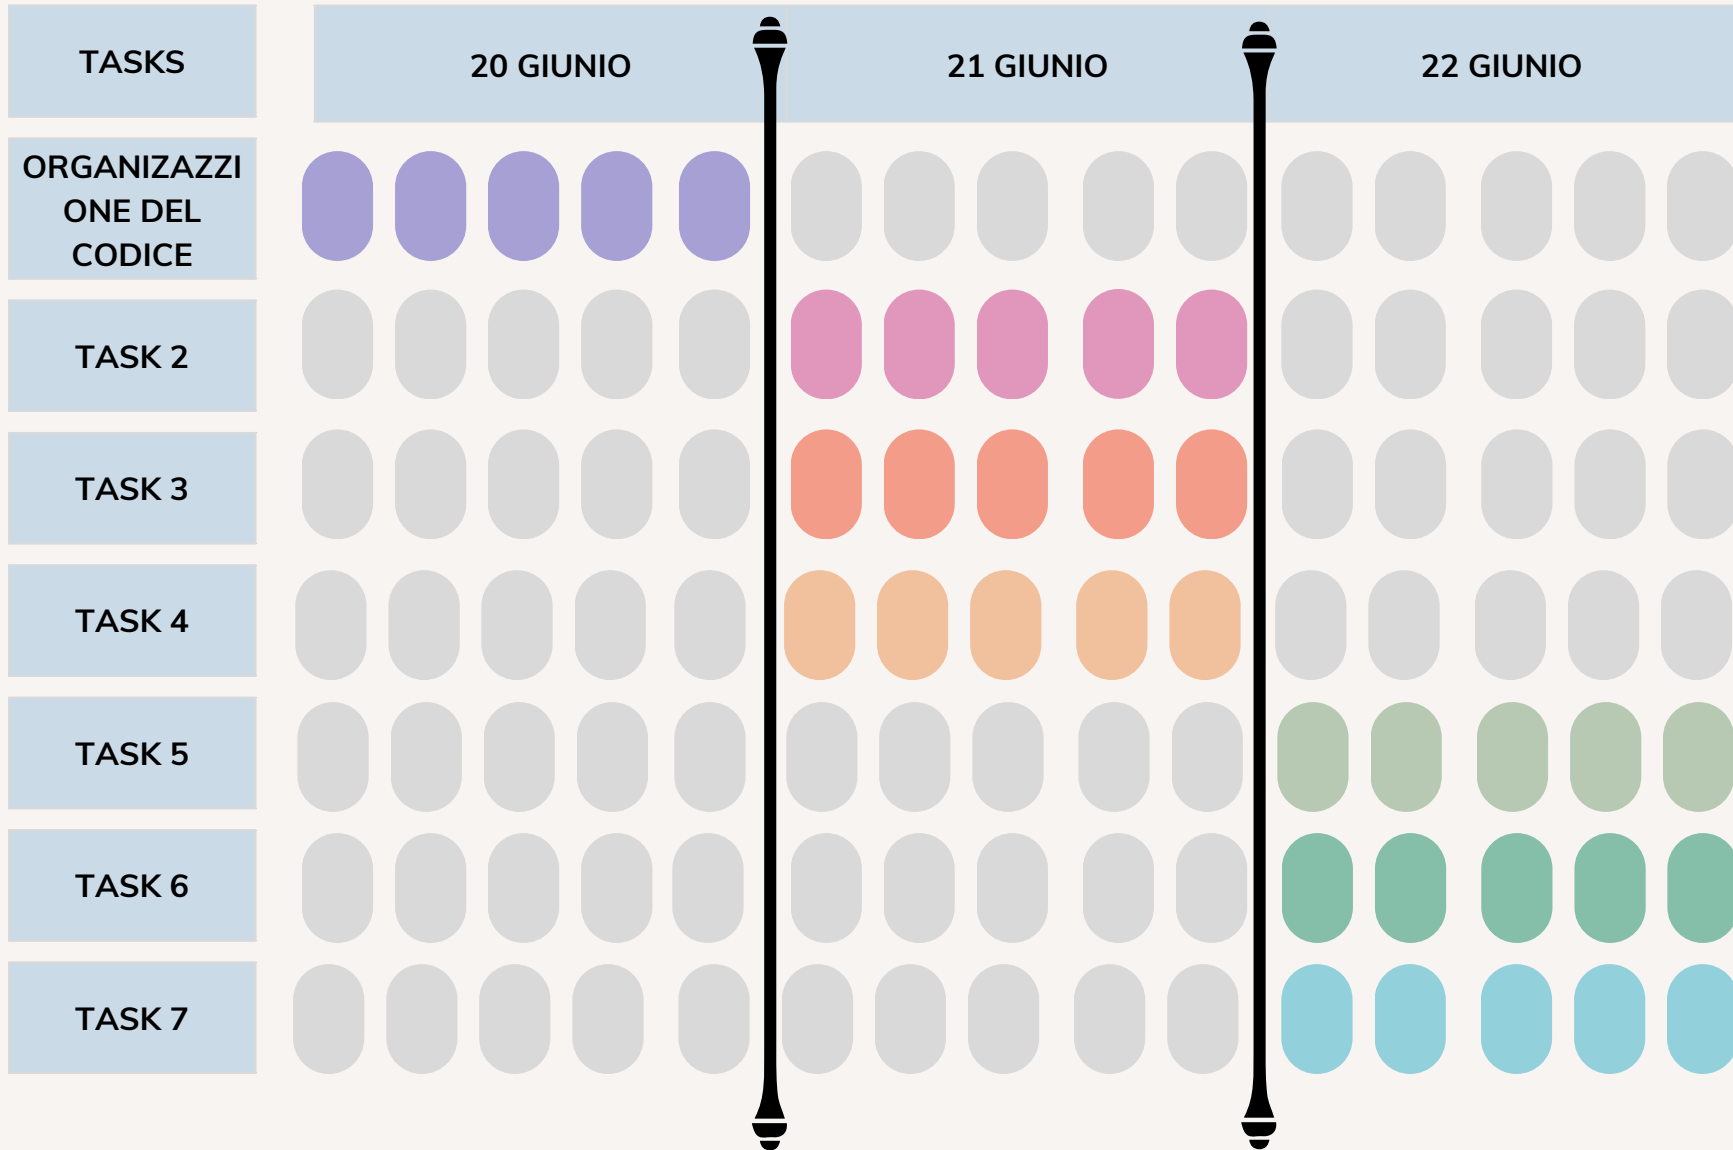 TASKS
20 GIUNIO
21 GIUNIO
22 GIUNIO
ORGANIZAZZI
ONE DEL
CODICE
TASK 2
TASK 3
TASK 4
TASK 5
TASK 6
TASK 7